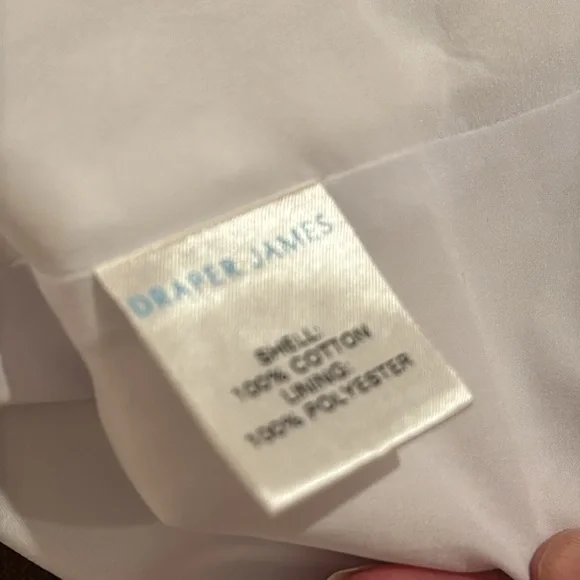 DRAPER JAMES
SHELL:
100% COTTON
LINING:
100% POLYESTER